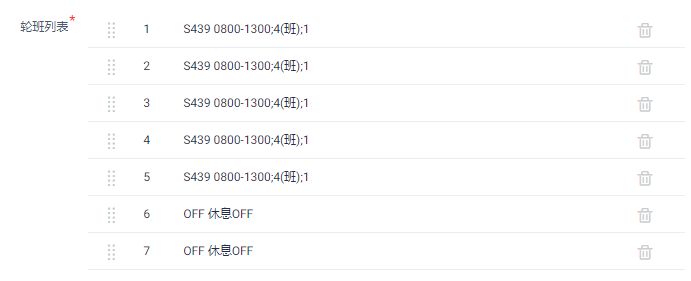 轮班列表*
1 S439 0800-1300;4(班);1
2 S439 0800-1300;4(班);1
3 S439 0800-1300;4(班);1
4 S439 0800-1300;4(班);1
5 S439 0800-1300;4(班);1
6 OFF 休息OFF
7 OFF 休息OFF